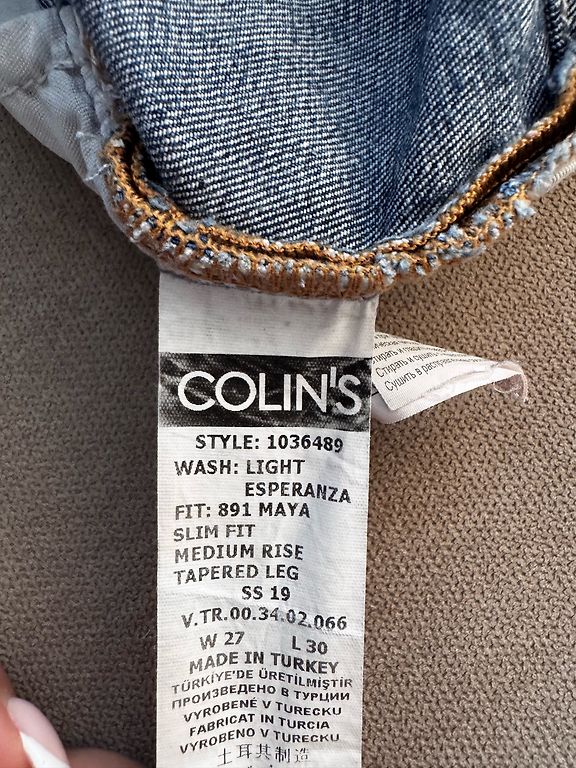 COLIN'S
STYLE: 1036489
WASH: LIGHT
ESPERANZA
FIT: 891 MAYA
SLIM FIT
MEDIUM RISE
TAPERED LEG
SS 19
V.TR.00.34.02.066
W 27 L 30
MADE IN TURKEY
TÜRKİYE'DE ÜRETİLMİŞTİR
ПРОИЗВЕДЕНО В ТУРЦИИ
VYROBENÉ V TURECKU
FABRICAT IN TURCIA
VYROBENO V TURECKU
土耳其制造
Стирать и
Стирать и сушить
Сушить в расправ